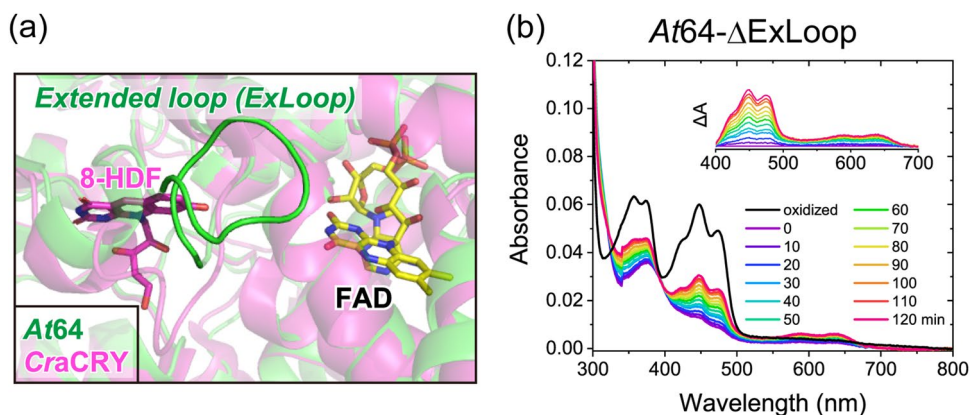 (a)
Extended loop (ExLoop)
8-HDF
FAD
At64
CraCRY
(b)
At64-ΔExLoop
Absorbance
0.12
0.10
0.08
0.06
0.04
0.02
0.00
300 400 500 600 700 800
Wavelength (nm)
ΔA
400 500 600 700
oxidized
0
10
20
30
40
50
60
70
80
90
100
110
120 min